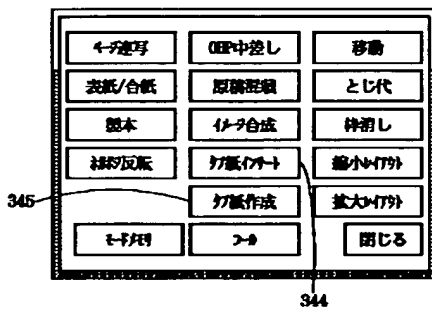 ページ連写 OHP中差し 移動
表紙/合紙 原稿混載 とじ代
製本 イメージ合成 枠消し
ネガポジ反転 タブ紙インサート 縮小レイアウト
345 タブ紙作成 拡大レイアウト
モードメモリ コール 閉じる
344